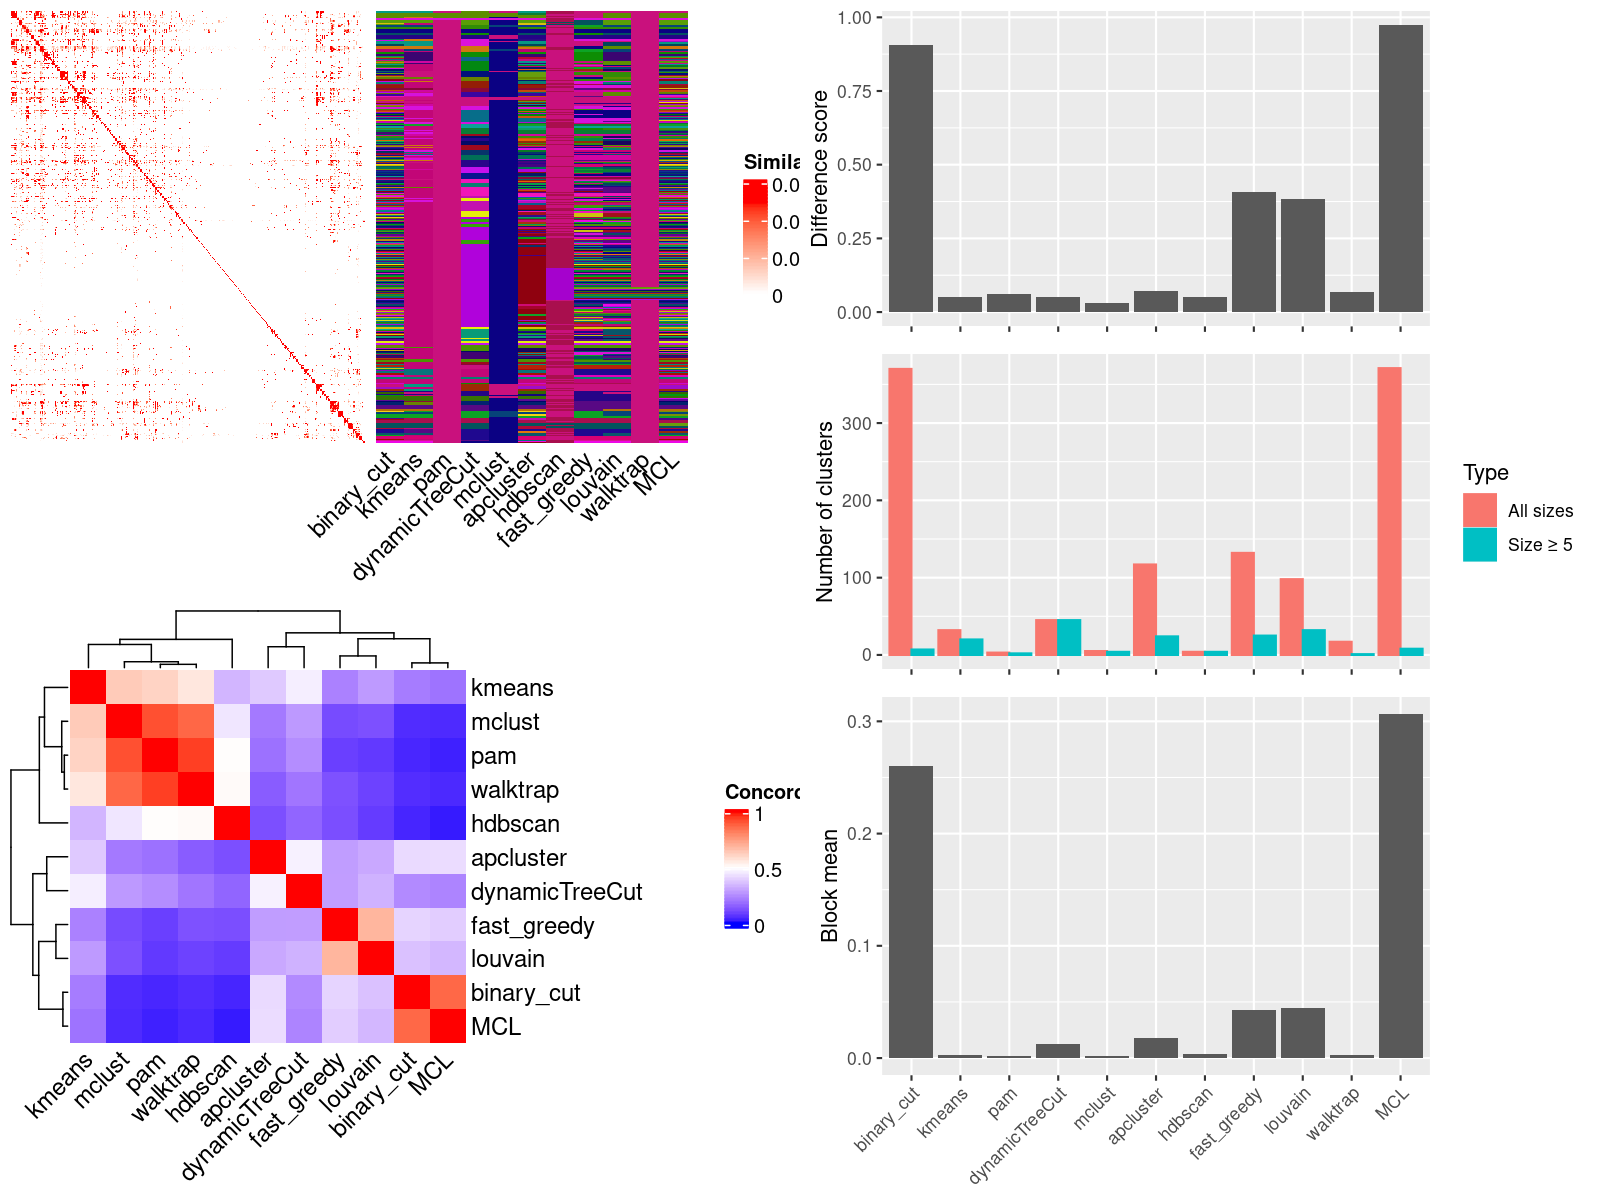 Simila
0.0
0.0
0.0
0
binary_cut
kmeans
pam
dynamicTreeCut
mclust
apcluster
hdbscan
fast_greedy
louvain
walktrap
MCL
kmeans
mclust
pam
walktrap
hdbscan
apcluster
dynamicTreeCut
fast_greedy
louvain
binary_cut
MCL
kmeans
mclust
pam
walktrap
hdbscan
apcluster
dynamicTreeCut
fast_greedy
louvain
binary_cut
MCL
Concord
1
0.5
0
Difference score
1.00
0.75
0.50
0.25
0.00
Number of clusters
300
200
100
0
Type
All sizes
Size ≥ 5
Block mean
0.3
0.2
0.1
0.0
binary_cut
kmeans
pam
dynamicTreeCut
mclust
apcluster
hdbscan
fast_greedy
louvain
walktrap
MCL